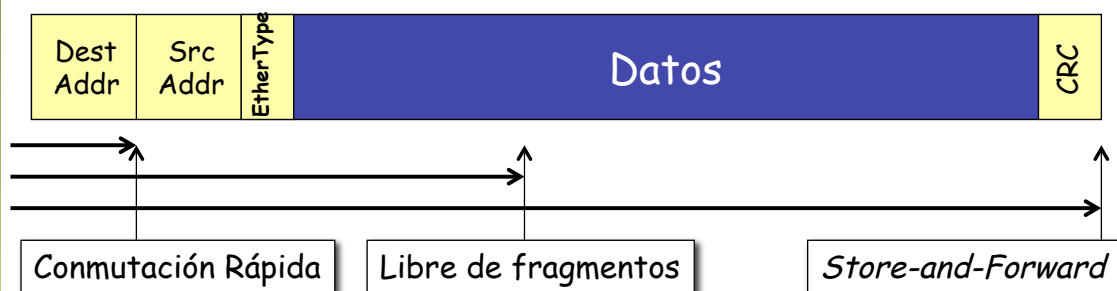 Dest
Addr
Src
Addr
EtherType
Datos
CRC
Conmutación Rápida
Libre de fragmentos
Store-and-Forward